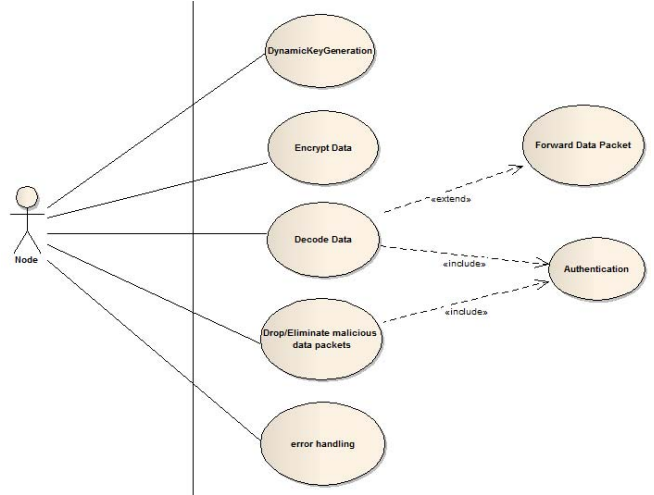 DynamicKeyGeneration
Encrypt Data
Forward Data Packet
«extend»
Node
Decode Data
«include»
Authentication
«include»
Drop/Eliminate malicious
data packets
error handling